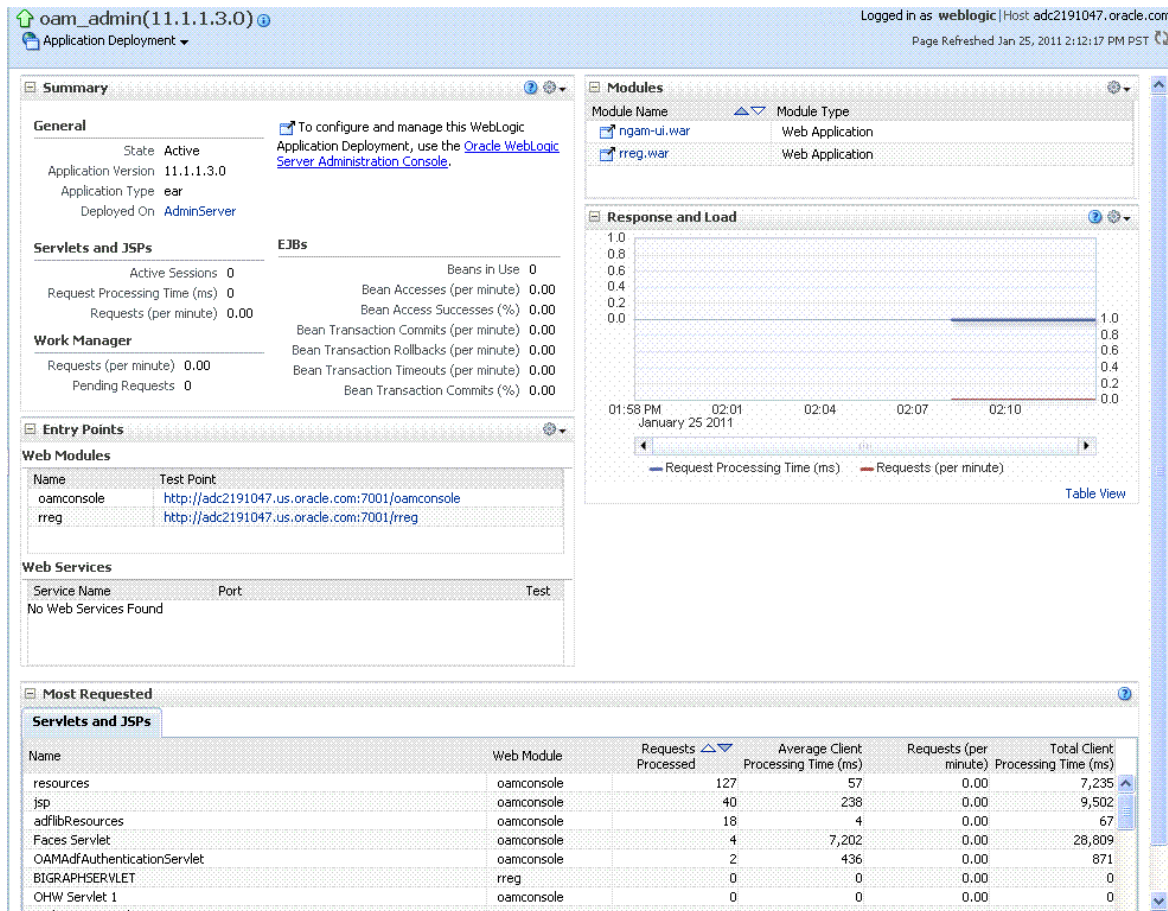 oam_admin(11.1.1.3.0)
Logged in as weblogic|Host adc2191047.oracle.com
Application Deployment
Page Refreshed Jan 25, 2011 2:12:17 PM PST
Summary
General
State Active
Application Version 11.1.1.3.0
Application Type ear
Deployed On AdminServer
To configure and manage this WebLogic
Application Deployment, use the Oracle WebLogic
Server Administration Console.
Servlets and JSPs
Active Sessions 0
Request Processing Time (ms) 0
Requests (per minute) 0.00
Work Manager
Requests (per minute) 0.00
Pending Requests 0
EJBs
Beans in Use 0
Bean Accesses (per minute) 0.00
Bean Access Successes (%) 0.00
Bean Transaction Commits (per minute) 0.00
Bean Transaction Rollbacks (per minute) 0.00
Bean Transaction Timeouts (per minute) 0.00
Bean Transaction Commits (%) 0.00
Modules
Module Name Module Type
ngam-ui.war Web Application
rreg.war Web Application
Response and Load
1.0
0.8
0.6
0.4
0.2
0.0
1.0
0.8
0.6
0.4
0.2
0.0
01:58 PM 02:01 02:04 02:07 02:10
January 25 2011
Request Processing Time (ms) Requests (per minute)
Table View
Entry Points
Web Modules
Name Test Point
oamconsole http://adc2191047.us.oracle.com:7001/oamconsole
rreg http://adc2191047.us.oracle.com:7001/rreg
Web Services
Service Name Port Test
No Web Services Found
Most Requested
Servlets and JSPs
Name Web Module Requests Processed Average Client Processing Time (ms) Requests (per minute) Total Client Processing Time (ms)
resources oamconsole 127 57 0.00 7,235
jsp oamconsole 40 238 0.00 9,502
adflibResources oamconsole 18 4 0.00 67
Faces Servlet oamconsole 4 7,202 0.00 28,809
OAMAdfAuthenticationServlet oamconsole 2 436 0.00 871
BIGRAPHSERVLET rreg 0 0 0.00 0
OHW Servlet 1 oamconsole 0 0 0.00 0